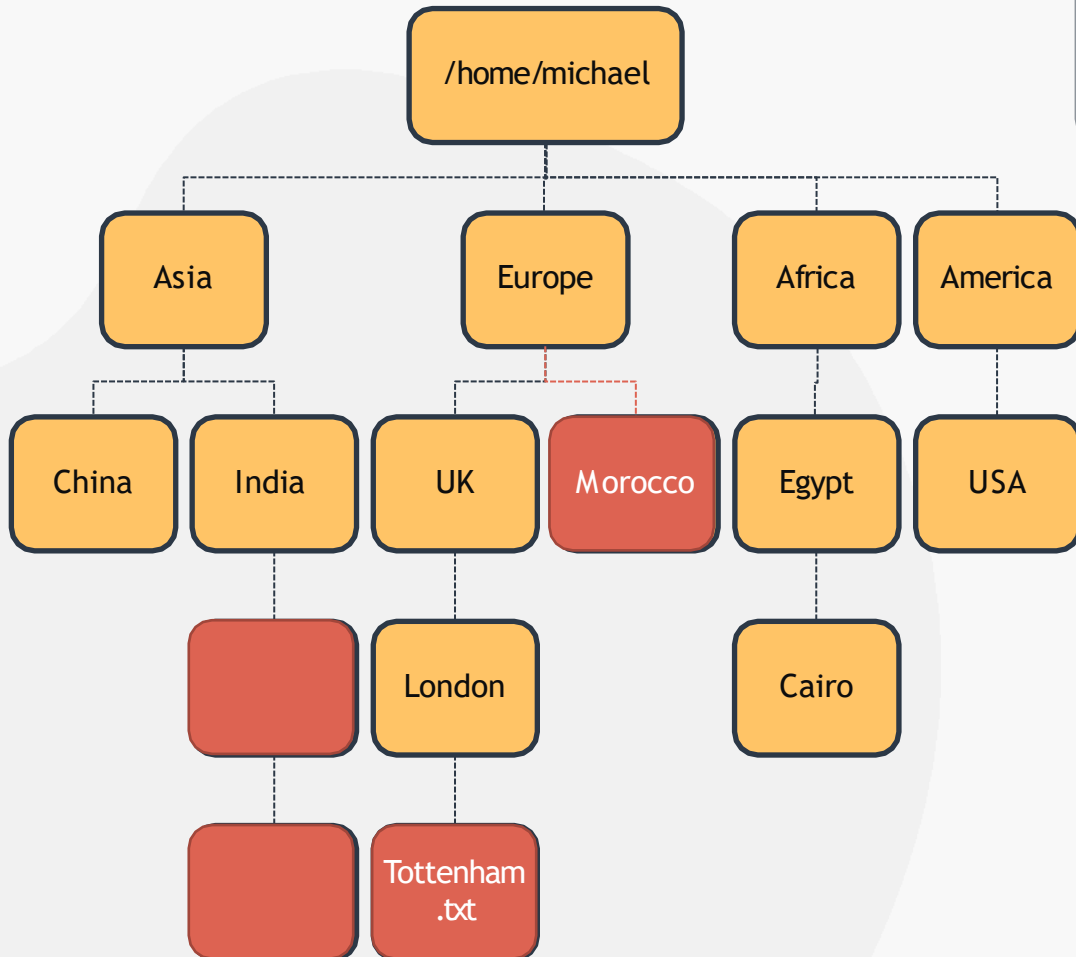 /home/michael
Asia
Europe
Africa
America
China
India
UK
Morocco
Egypt
USA
London
Cairo
Tottenham
.txt